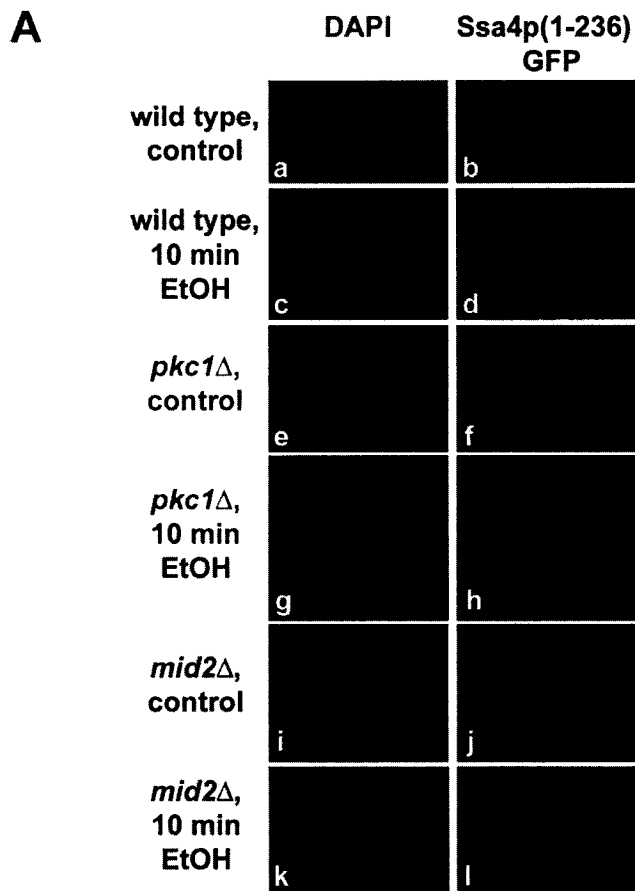 A
DAPI
Ssa4p(1-236)
GFP
wild type,
control
a
b
wild type,
10 min
EtOH
c
d
pkc1Δ,
control
e
f
pkc1Δ,
10 min
EtOH
g
h
mid2Δ,
control
i
j
mid2Δ,
10 min
EtOH
k
l